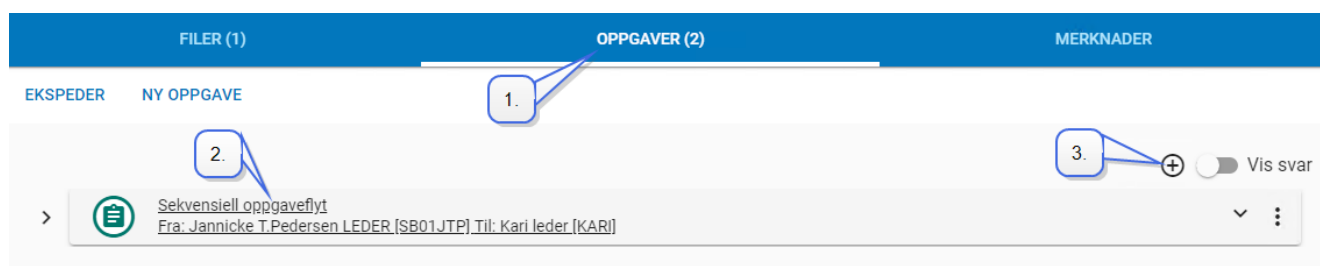 FILER (1) OPPGAVER (2) MERKNADER
EKSPEDER NY OPPGAVE
1.
2.
3.
Vis svar
Sekvensiell oppgaveflyt
Fra: Jannicke T.Pedersen LEDER [SB01JTP] Til: Kari leder [KARI]